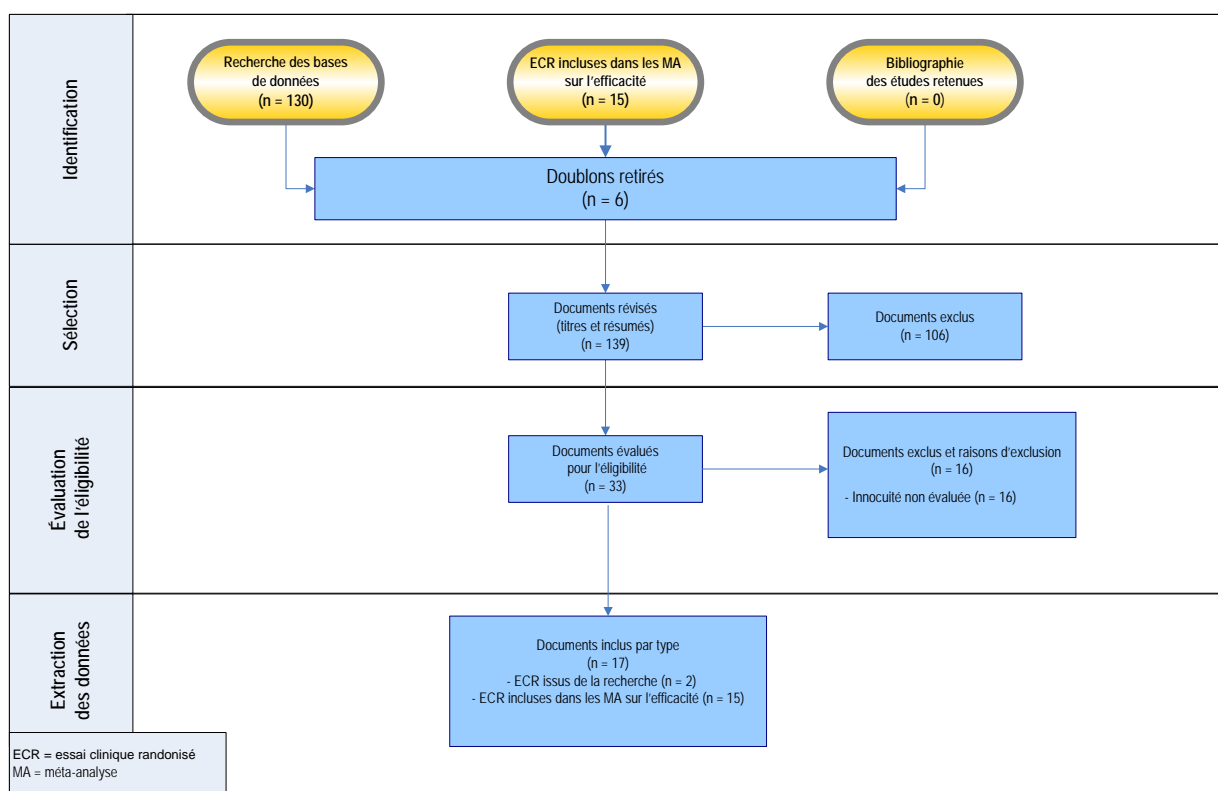 Identification
Recherche des bases
de données
(n = 130)
ECR incluses dans les MA
sur l'efficacité
(n = 15)
Bibliographie
des études retenues
(n = 0)
Doublons retirés
(n = 6)
Sélection
Documents révisés
(titres et résumés)
(n = 139)
Documents exclus
(n = 106)
Évaluation
de l'éligibilité
Documents évalués
pour l'éligibilité
(n = 33)
Documents exclus et raisons d'exclusion
(n = 16)
- Innocuité non évaluée (n = 16)
Extraction
des données
Documents inclus par type
(n = 17)
- ECR issus de la recherche (n = 2)
- ECR incluses dans les MA sur l'efficacité (n = 15)
ECR = essai clinique randomisé
MA = méta-analyse